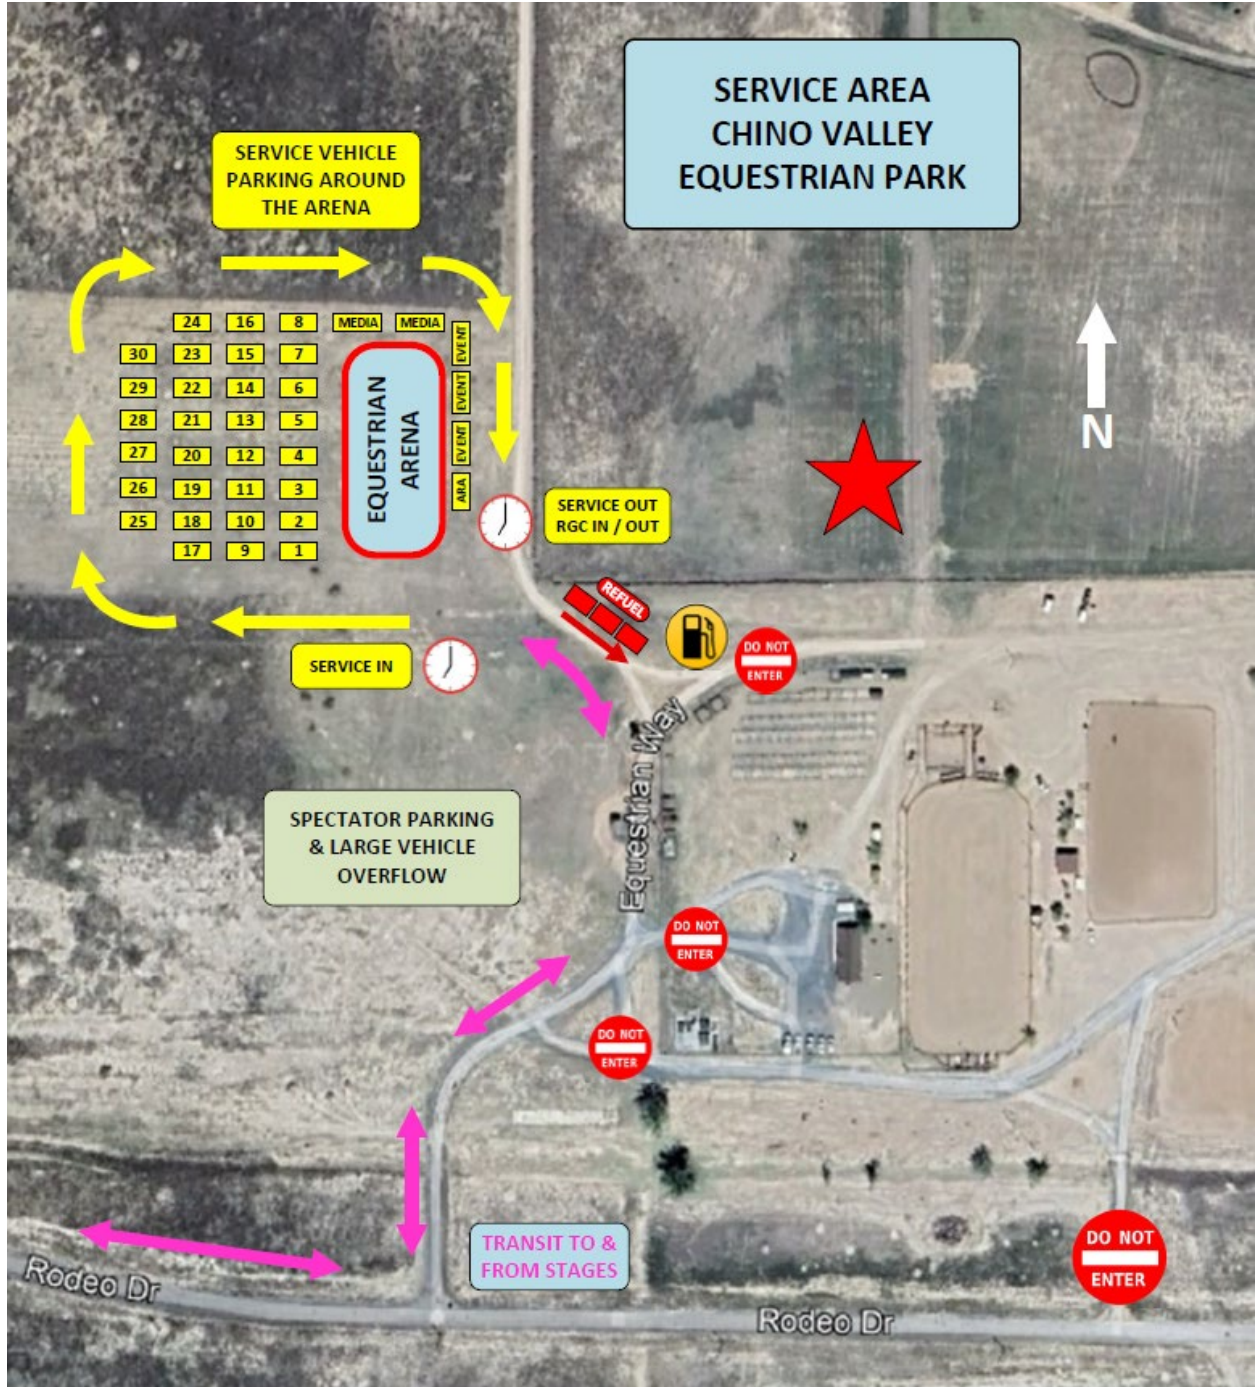 SERVICE AREA
CHINO VALLEY
EQUESTRIAN PARK
SERVICE VEHICLE
PARKING AROUND
THE ARENA
24 16 8 MEDIA MEDIA
30 23 15 7
29 22 14 6
28 21 13 5
27 20 12 4
26 19 11 3
25 18 10 2
17 9 1
EVENT
EVENT
EVENT
ARA
EQUESTRIAN
ARENA
N
SERVICE OUT
RGC IN / OUT
REFUEL
SERVICE IN
DO NOT
ENTER
Equestrian Way
SPECTATOR PARKING
& LARGE VEHICLE
OVERFLOW
DO NOT
ENTER
DO NOT
ENTER
TRANSIT TO &
FROM STAGES
DO NOT
ENTER
Rodeo Dr
Rodeo Dr